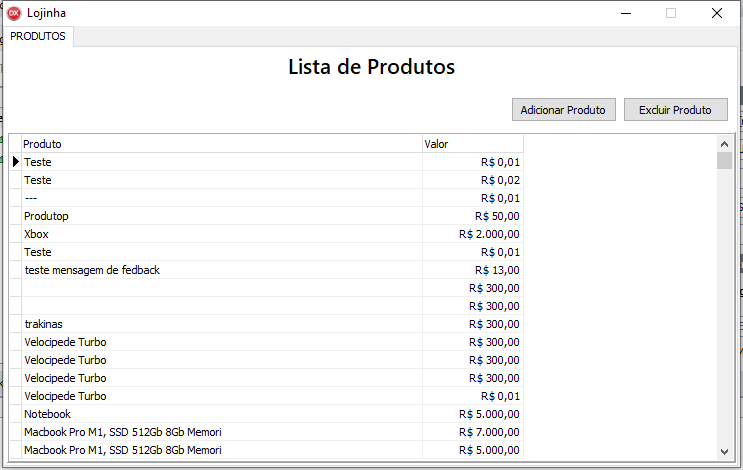 DX Lojinha
PRODUTOS
Lista de Produtos
Adicionar Produto Excluir Produto
Produto Valor
Teste R$ 0,01
Teste R$ 0,02
--- R$ 0,01
Produtop R$ 50,00
Xbox R$ 2.000,00
Teste R$ 0,01
teste mensagem de fedback R$ 13,00
R$ 300,00
R$ 300,00
trakinas R$ 300,00
Velocipede Turbo R$ 300,00
Velocipede Turbo R$ 300,00
Velocipede Turbo R$ 300,00
Velocipede Turbo R$ 0,01
Notebook R$ 5.000,00
Macbook Pro M1, SSD 512Gb 8Gb Memori R$ 7.000,00
Macbook Pro M1, SSD 512Gb 8Gb Memori R$ 5.000,00